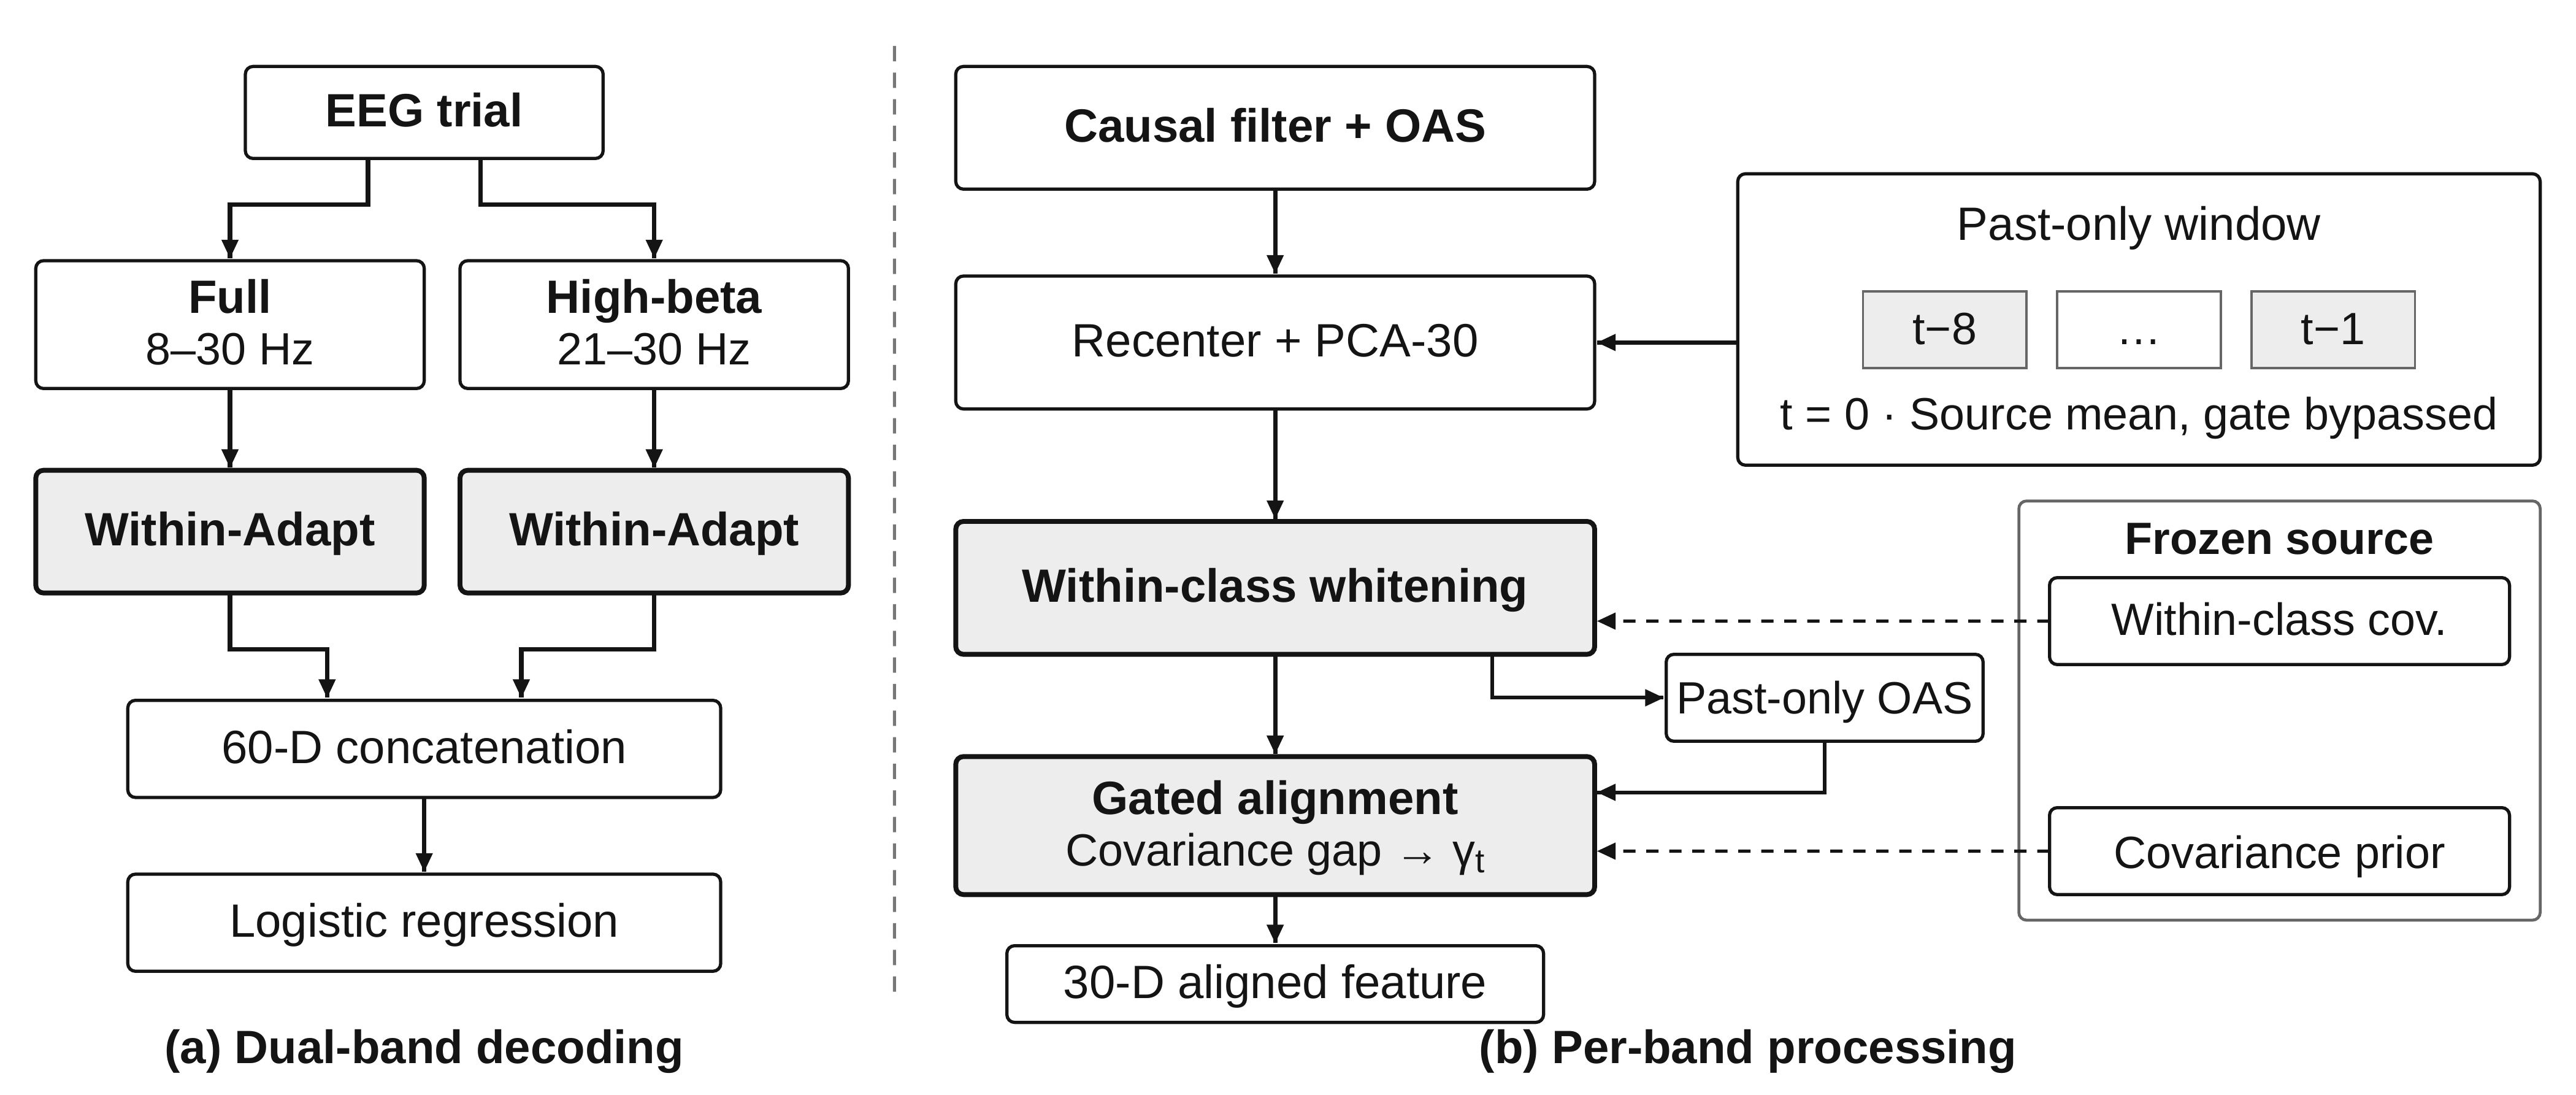 EEG trial
Full
8–30 Hz
High-beta
21–30 Hz
Within-Adapt
Within-Adapt
60-D concatenation
Logistic regression
(a) Dual-band decoding
Causal filter + OAS
Recenter + PCA-30
Past-only window
t−8
...
t−1
t = 0 · Source mean, gate bypassed
Within-class whitening
Frozen source
Within-class cov.
Past-only OAS
Gated alignment
Covariance gap → γt
Covariance prior
30-D aligned feature
(b) Per-band processing